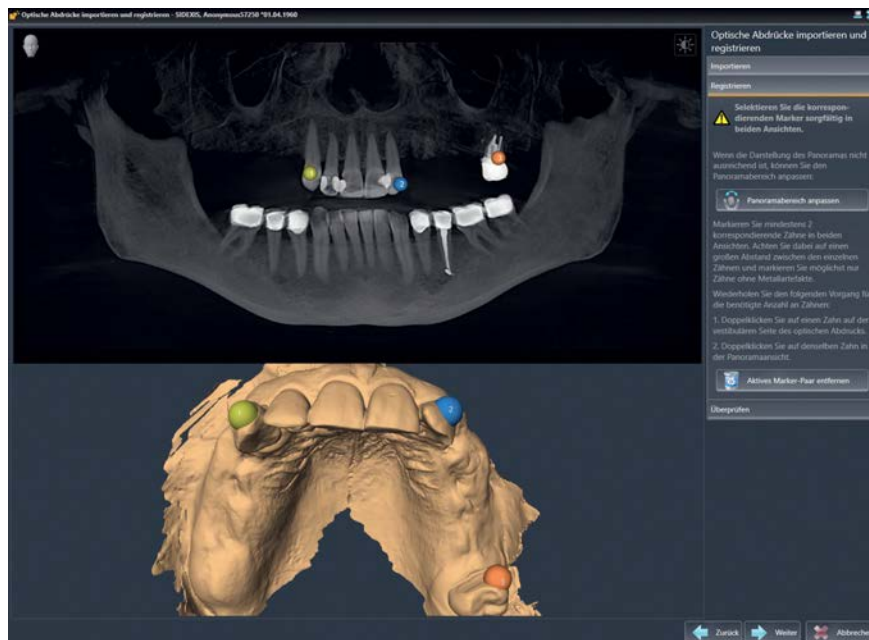 Optische Abdrücke importieren und registrieren - SIDEXIS, Anonymous57250 *01.04.1960
Optische Abdrücke importieren und
registrieren
Importieren
Registrieren
Selektieren Sie die korrespon-
dierenden Marker sorgfältig in
beiden Ansichten.
Wenn die Darstellung des Panoramas nicht
ausreichend ist, können Sie den
Panoramabereich anpassen:
Panoramabereich anpassen
Markieren Sie mindestens 2
korrespondierende Zähne in beiden
Ansichten. Achten Sie dabei auf einen
großen Abstand zwischen den einzelnen
Zähnen und markieren Sie möglichst nur
Zähne ohne Metallartefakte.
Wiederholen Sie den folgenden Vorgang fü
die benötigte Anzahl an Zähnen:
1. Doppelklicken Sie auf einen Zahn auf der
vestibulären Seite des optischen Abdrucks.
2. Doppelklicken Sie auf denselben Zahn in
der Panoramaansicht.
Aktives Marker-Paar entfernen
Überprüfen
2
2
Zurück
Weiter
Abbreche